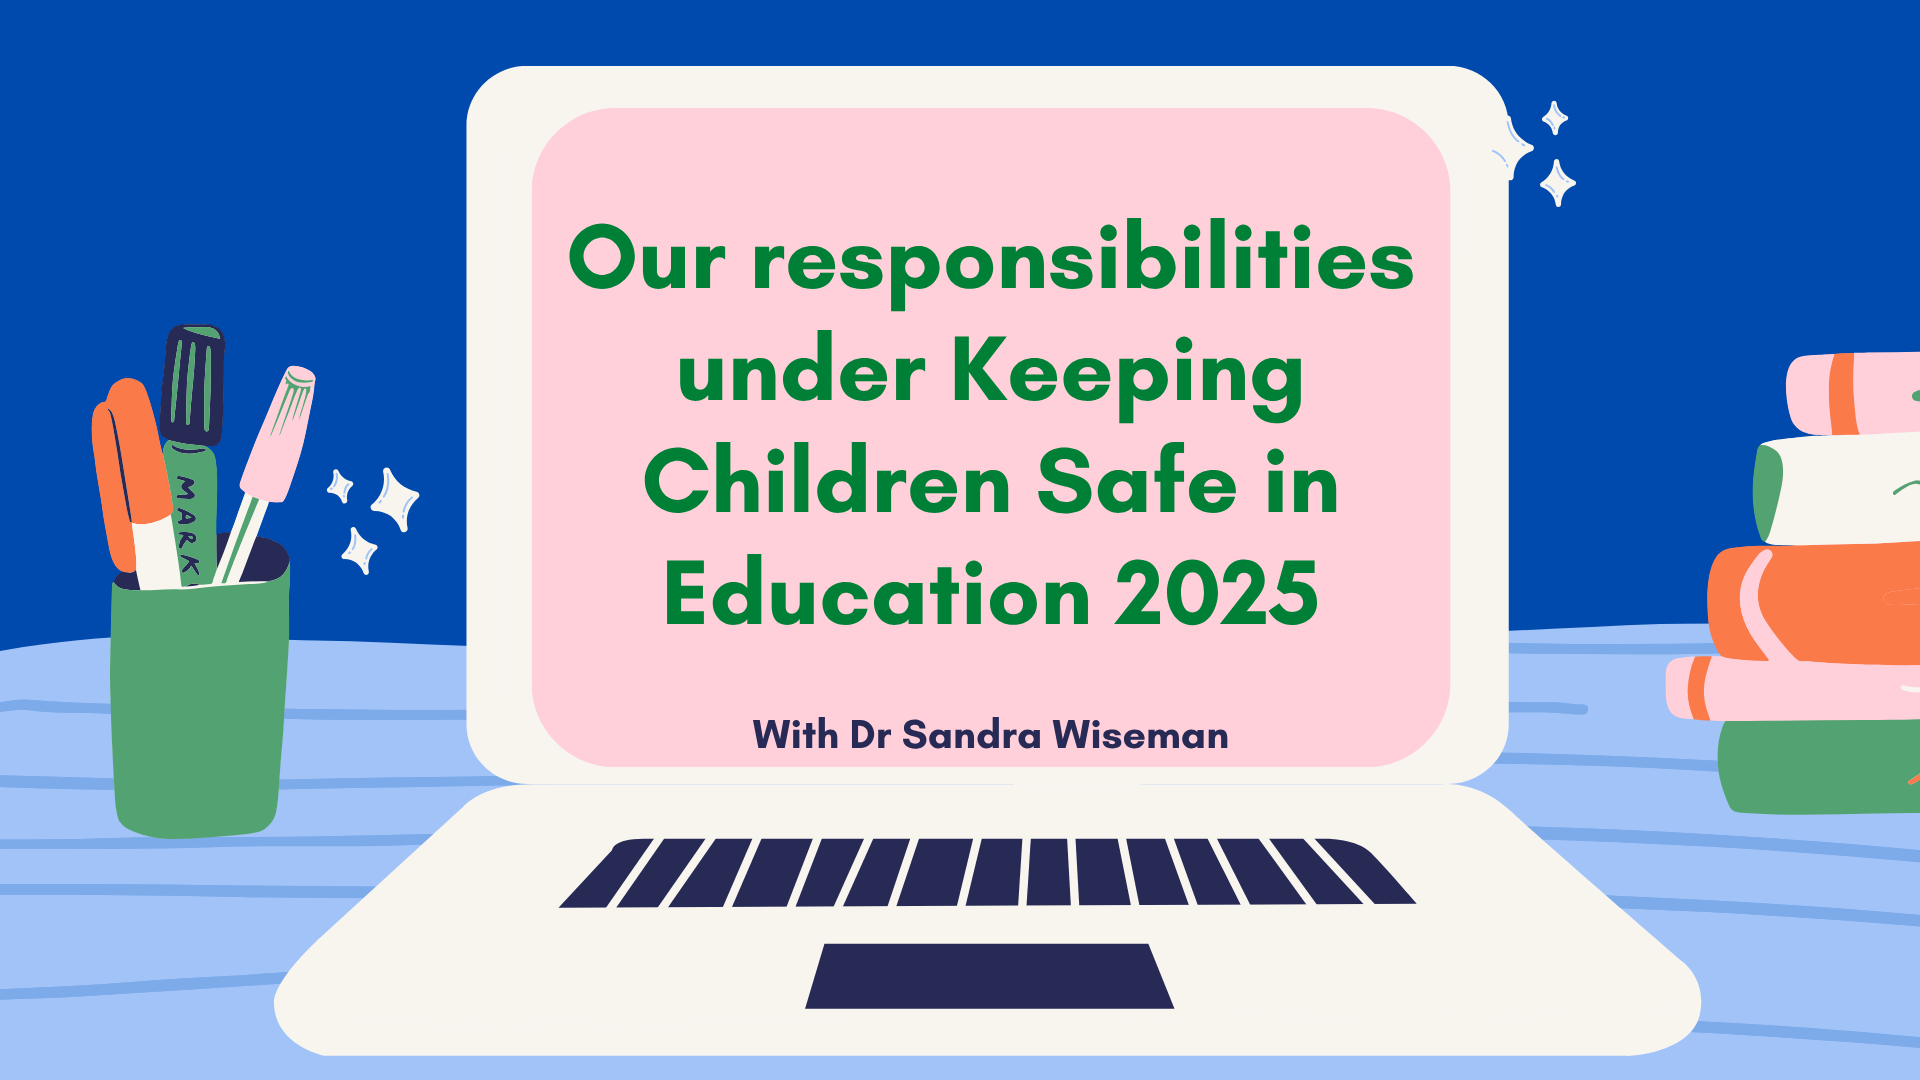 Our responsibilities
under Keeping
Children Safe in
Education 2025
With Dr Sandra Wiseman
MARK